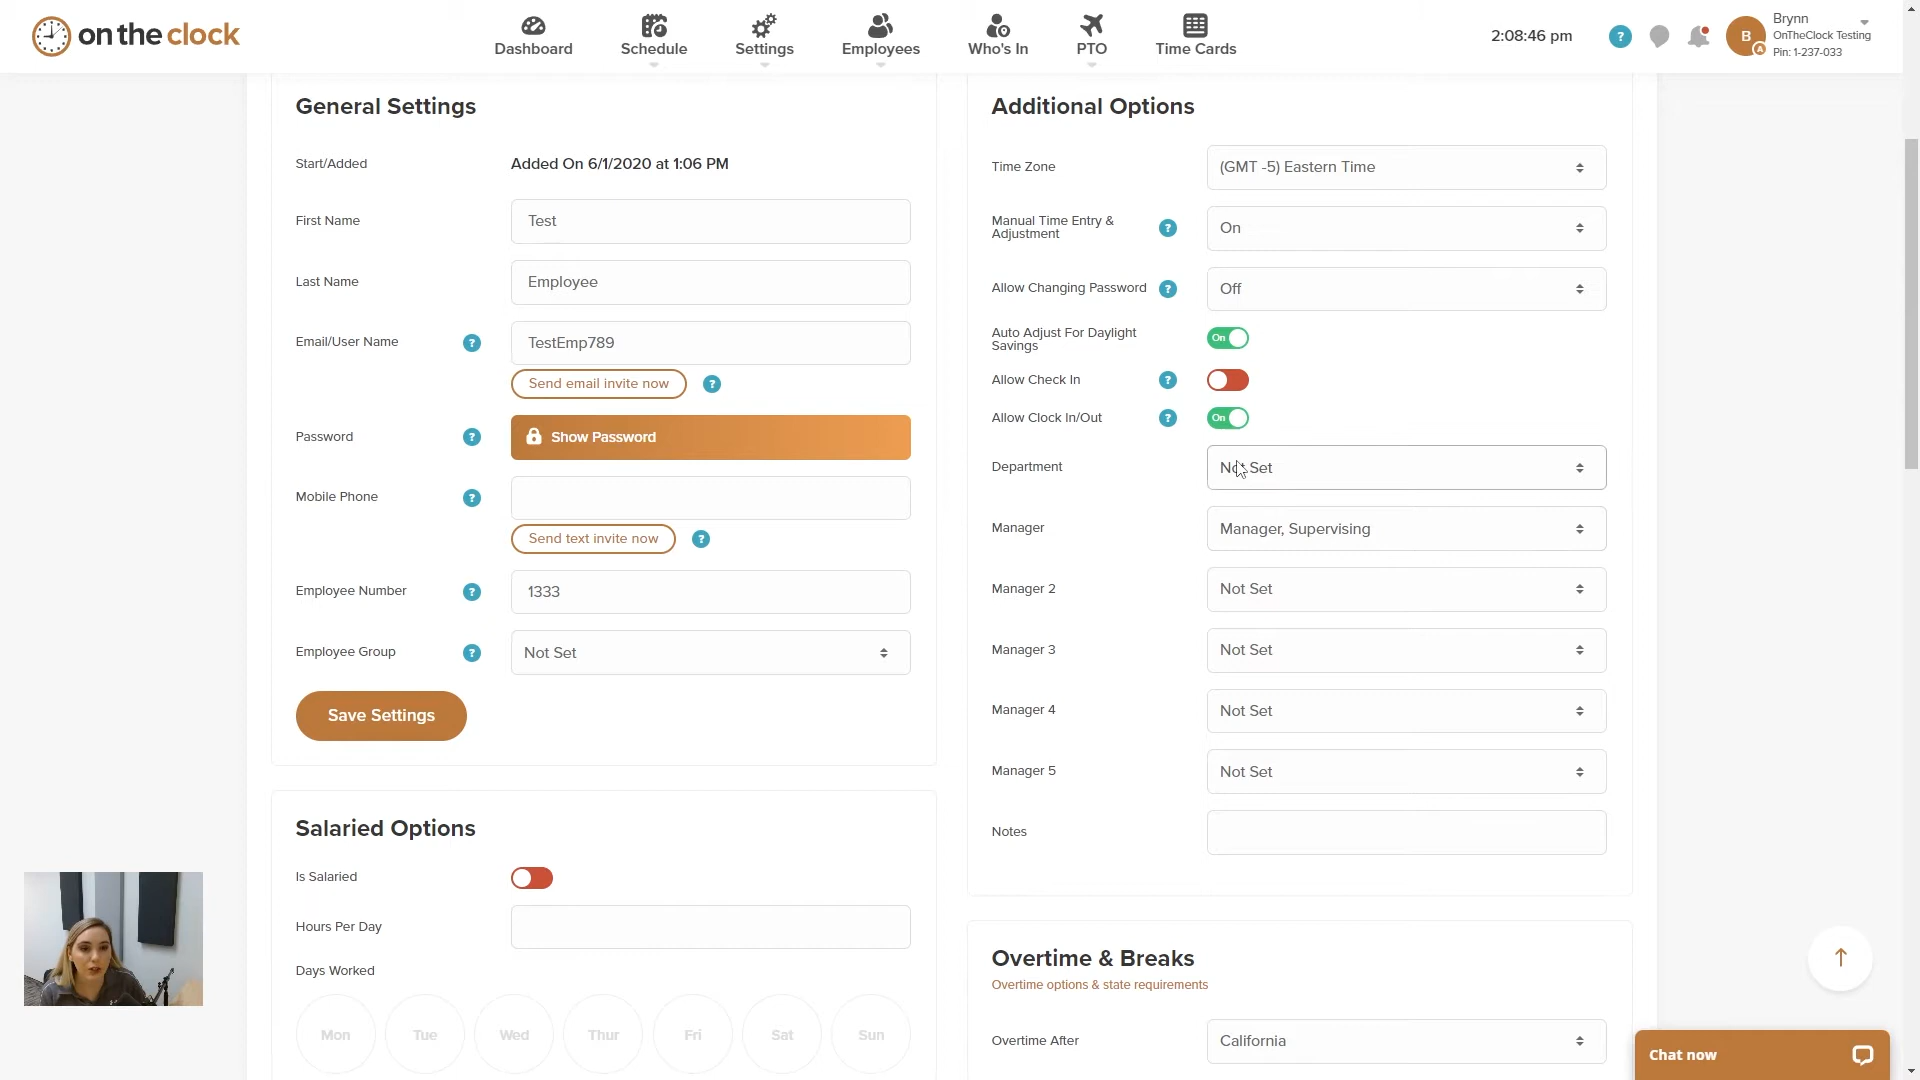 on the clock
Dashboard
Schedule
Settings
Employees
Who's In
PTO
Time Cards
2:08:46 pm
?
B
A
Brynn
OnTheClock Testing
Pin: 1-237-033
General Settings
Start/Added
Added On 6/1/2020 at 1:06 PM
First Name
Test
Last Name
Employee
Email/User Name
?
TestEmp789
Send email invite now
?
Password
?
Show Password
Mobile Phone
?
Send text invite now
?
Employee Number
?
1333
Employee Group
?
Not Set
Save Settings
Salaried Options
Is Salaried
Hours Per Day
Days Worked
Mon
Tue
Wed
Thur
Fri
Sat
Sun
Additional Options
Time Zone
(GMT -5) Eastern Time
Manual Time Entry &
Adjustment
?
On
Allow Changing Password
?
Off
Auto Adjust For Daylight
Savings
On
Allow Check In
?
Allow Clock In/Out
?
On
Department
Not Set
Manager
Manager, Supervising
Manager 2
Not Set
Manager 3
Not Set
Manager 4
Not Set
Manager 5
Not Set
Notes
Overtime & Breaks
Overtime options & state requirements
Overtime After
California
Chat now